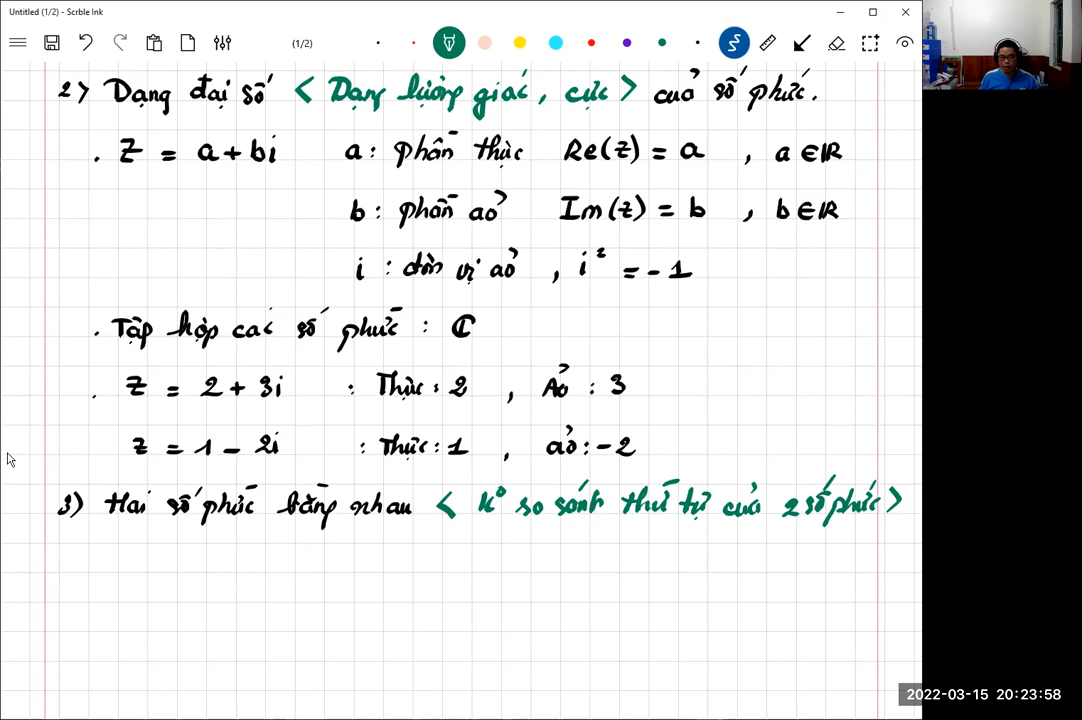 Untitled (1/2) - Scrble Ink
(1/2)
2) Dạng đại số < Dạng lượng giác, cực > của số phức.
. Z = a + bi a : phần thực Re(z) = a , a ∈ ℝ
b : phần ảo Im(z) = b , b ∈ ℝ
i : đơn vị ảo , i² = -1
. Tập hợp các số phức : ℂ
. Z = 2 + 3i : Thực : 2 , Ảo : 3
z = 1 - 2i : Thực : 1 , ảo : -2
3) Hai số phức bằng nhau < K° so sánh thứ tự của 2 số phức >
2022-03-15 20:23:58